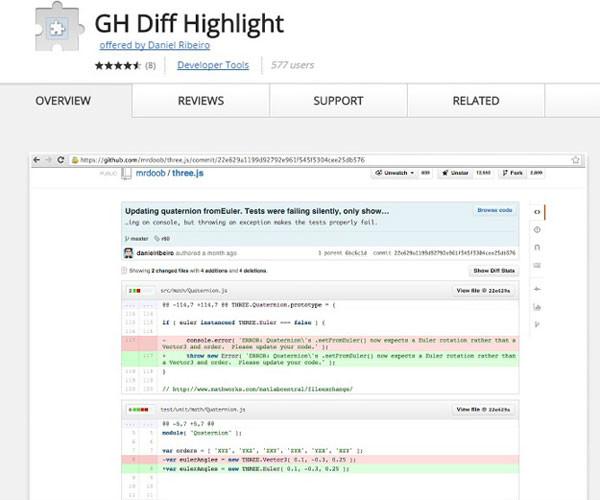 GH Diff Highlight
offered by Daniel Ribeiro
(8) Developer Tools 577 users
OVERVIEW REVIEWS SUPPORT RELATED
https://github.com/mrdoob/three.js/commit/22e629a1199d92792e961f545f5304cee25db576
PUBLIC mrdoob / three.js Unwatch Unstar Fork
Updating quaternion fromEuler. Tests were failing silently, only show… Browse code
…ing on console, but throwing an exception makes the tests properly fail.
master r60
danielribeiro authored a month ago 1 parent 6bc6c1d commit 22e629a1199d92792e961f545f5304cee25db576
Showing 2 changed files with 4 additions and 4 deletions. Show Diff Stats
2 src/math/Quaternion.js View file @ 22e629a
... ... @@ -114,7 +114,7 @@ THREE.Quaternion.prototype = {
114 114
115 115 if ( euler instanceof THREE.Euler === false ) {
116 116
117 - console.error( 'ERROR: Quaternion\'s .setFromEuler() now expects a Euler rotation rather than a
Vector3 and order. Please update your code.' );
117 + throw new Error( 'ERROR: Quaternion\'s .setFromEuler() now expects a Euler rotation rather than
a Vector3 and order. Please update your code.' );
118 118 }
119 119
120 120 // http://www.mathworks.com/matlabcentral/fileexchange/
6 test/unit/math/Quaternion.js View file @ 22e629a
... ... @@ -5,7 +5,7 @@
5 5 module( "Quaternion" );
6 6
7 7 var orders = [ 'XYZ', 'YXZ', 'ZXY', 'ZYX', 'YZX', 'XZY' ];
8 -var eulerAngles = new THREE.Vector3( 0.1, -0.3, 0.25 );
8 +var eulerAngles = new THREE.Euler( 0.1, -0.3, 0.25 );